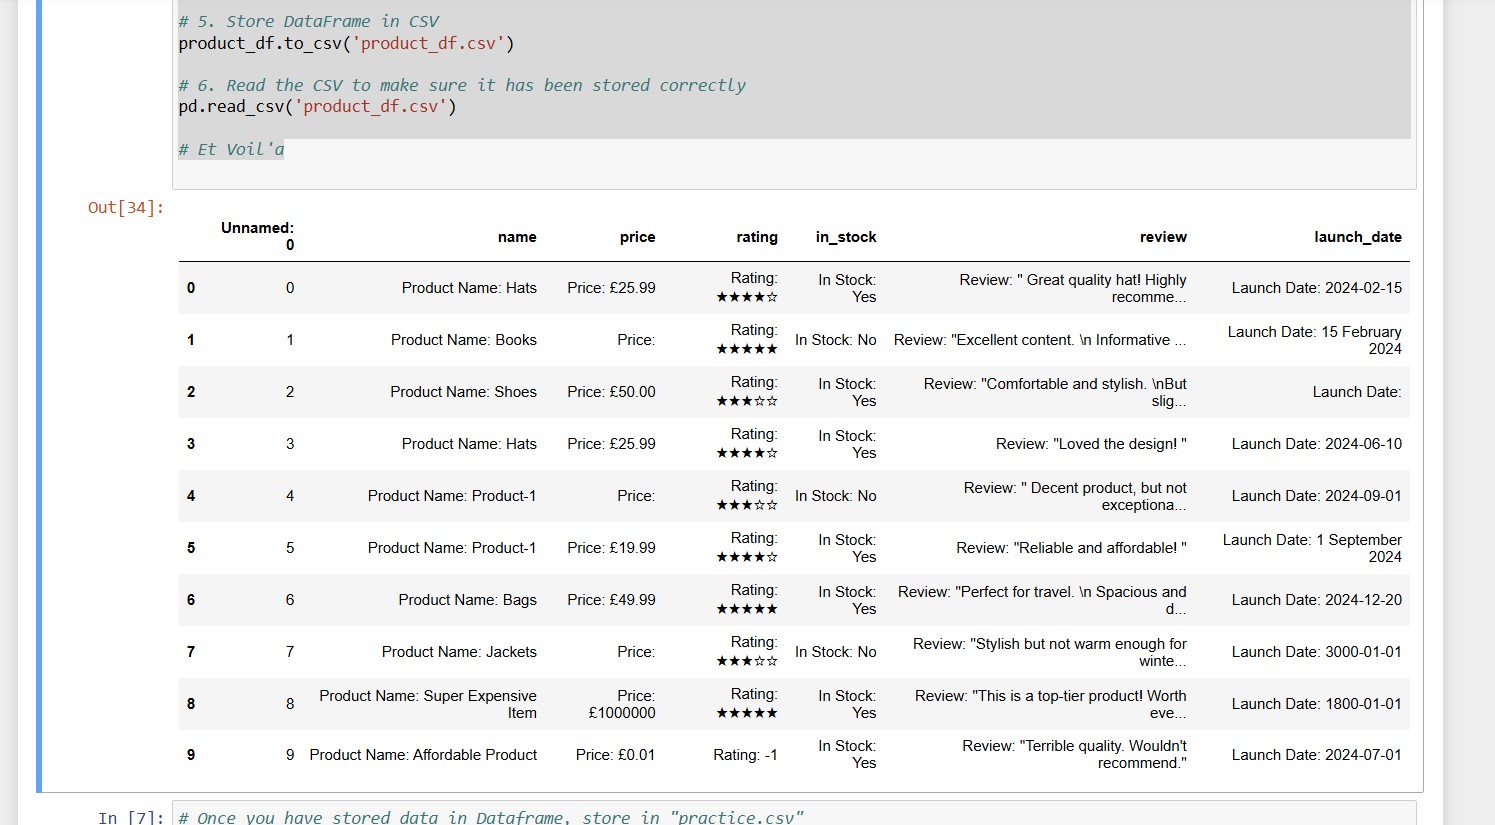 # 5. Store DataFrame in CSV
product_df.to_csv('product_df.csv')
# 6. Read the CSV to make sure it has been stored correctly
pd.read_csv('product_df.csv')
# Et Voil'a
Out[34]:
Unnamed: 0 name price rating in_stock review launch_date
0 0 Product Name: Hats Price: £25.99 Rating: ★★★★☆ In Stock: Yes Review: " Great quality hat! Highly recomme... Launch Date: 2024-02-15
1 1 Product Name: Books Price: Rating: ★★★★★ In Stock: No Review: "Excellent content. \n Informative ... Launch Date: 15 February 2024
2 2 Product Name: Shoes Price: £50.00 Rating: ★★★☆☆ In Stock: Yes Review: "Comfortable and stylish. \nBut slig... Launch Date:
3 3 Product Name: Hats Price: £25.99 Rating: ★★★★☆ In Stock: Yes Review: "Loved the design! " Launch Date: 2024-06-10
4 4 Product Name: Product-1 Price: Rating: ★★★☆☆ In Stock: No Review: " Decent product, but not exceptiona... Launch Date: 2024-09-01
5 5 Product Name: Product-1 Price: £19.99 Rating: ★★★★☆ In Stock: Yes Review: "Reliable and affordable! " Launch Date: 1 September 2024
6 6 Product Name: Bags Price: £49.99 Rating: ★★★★★ In Stock: Yes Review: "Perfect for travel. \n Spacious and d... Launch Date: 2024-12-20
7 7 Product Name: Jackets Price: Rating: ★★★☆☆ In Stock: No Review: "Stylish but not warm enough for winte... Launch Date: 3000-01-01
8 8 Product Name: Super Expensive Item Price: £1000000 Rating: ★★★★★ In Stock: Yes Review: "This is a top-tier product! Worth eve... Launch Date: 1800-01-01
9 9 Product Name: Affordable Product Price: £0.01 Rating: -1 In Stock: Yes Review: "Terrible quality. Wouldn't recommend." Launch Date: 2024-07-01
In [7]: # Once you have stored data in Dataframe, store in "practice.csv"